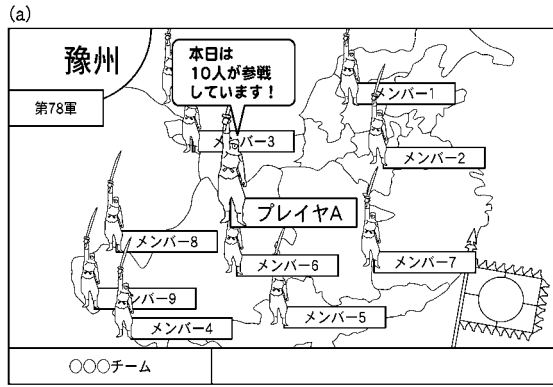 (a)
豫州
第78軍
本日は
10人が参戦
しています！
メンバー1
メンバー2
メンバー3
プレイヤA
メンバー8
メンバー6
メンバー7
メンバー9
メンバー5
メンバー4
○○○チーム